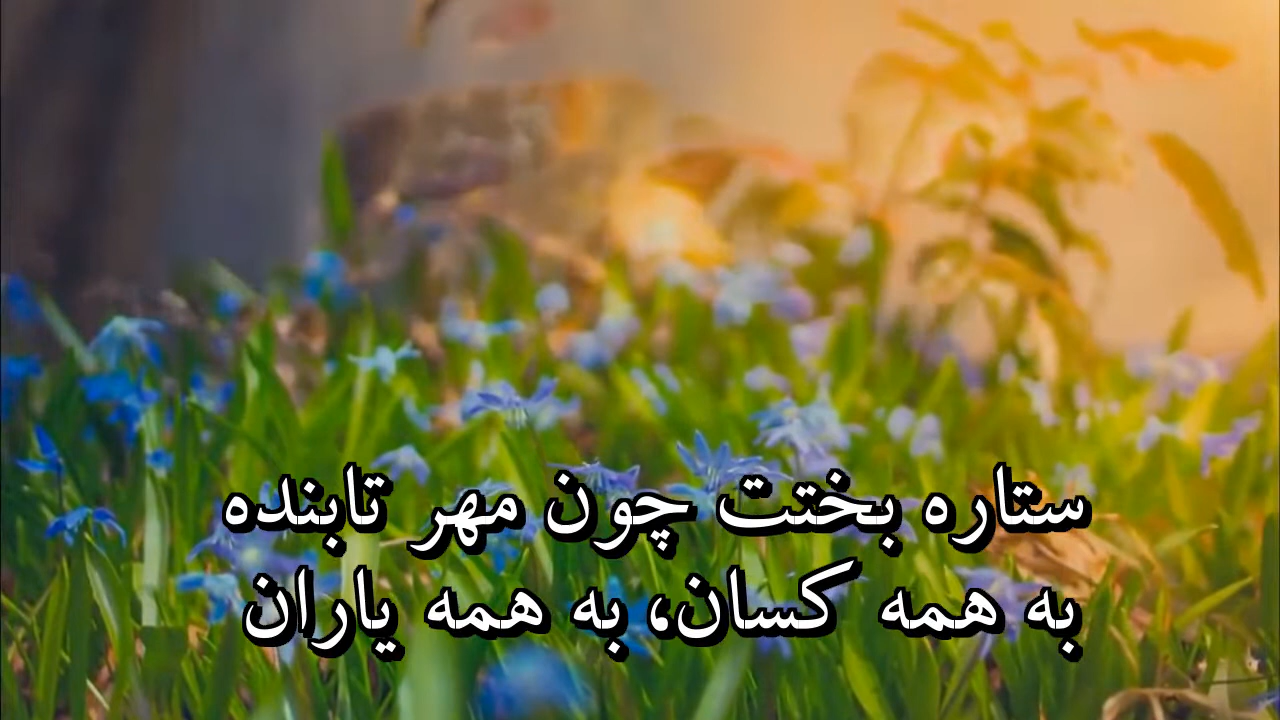 ستاره بختت چون مهر تابنده
به همه کسان، به همه یاران